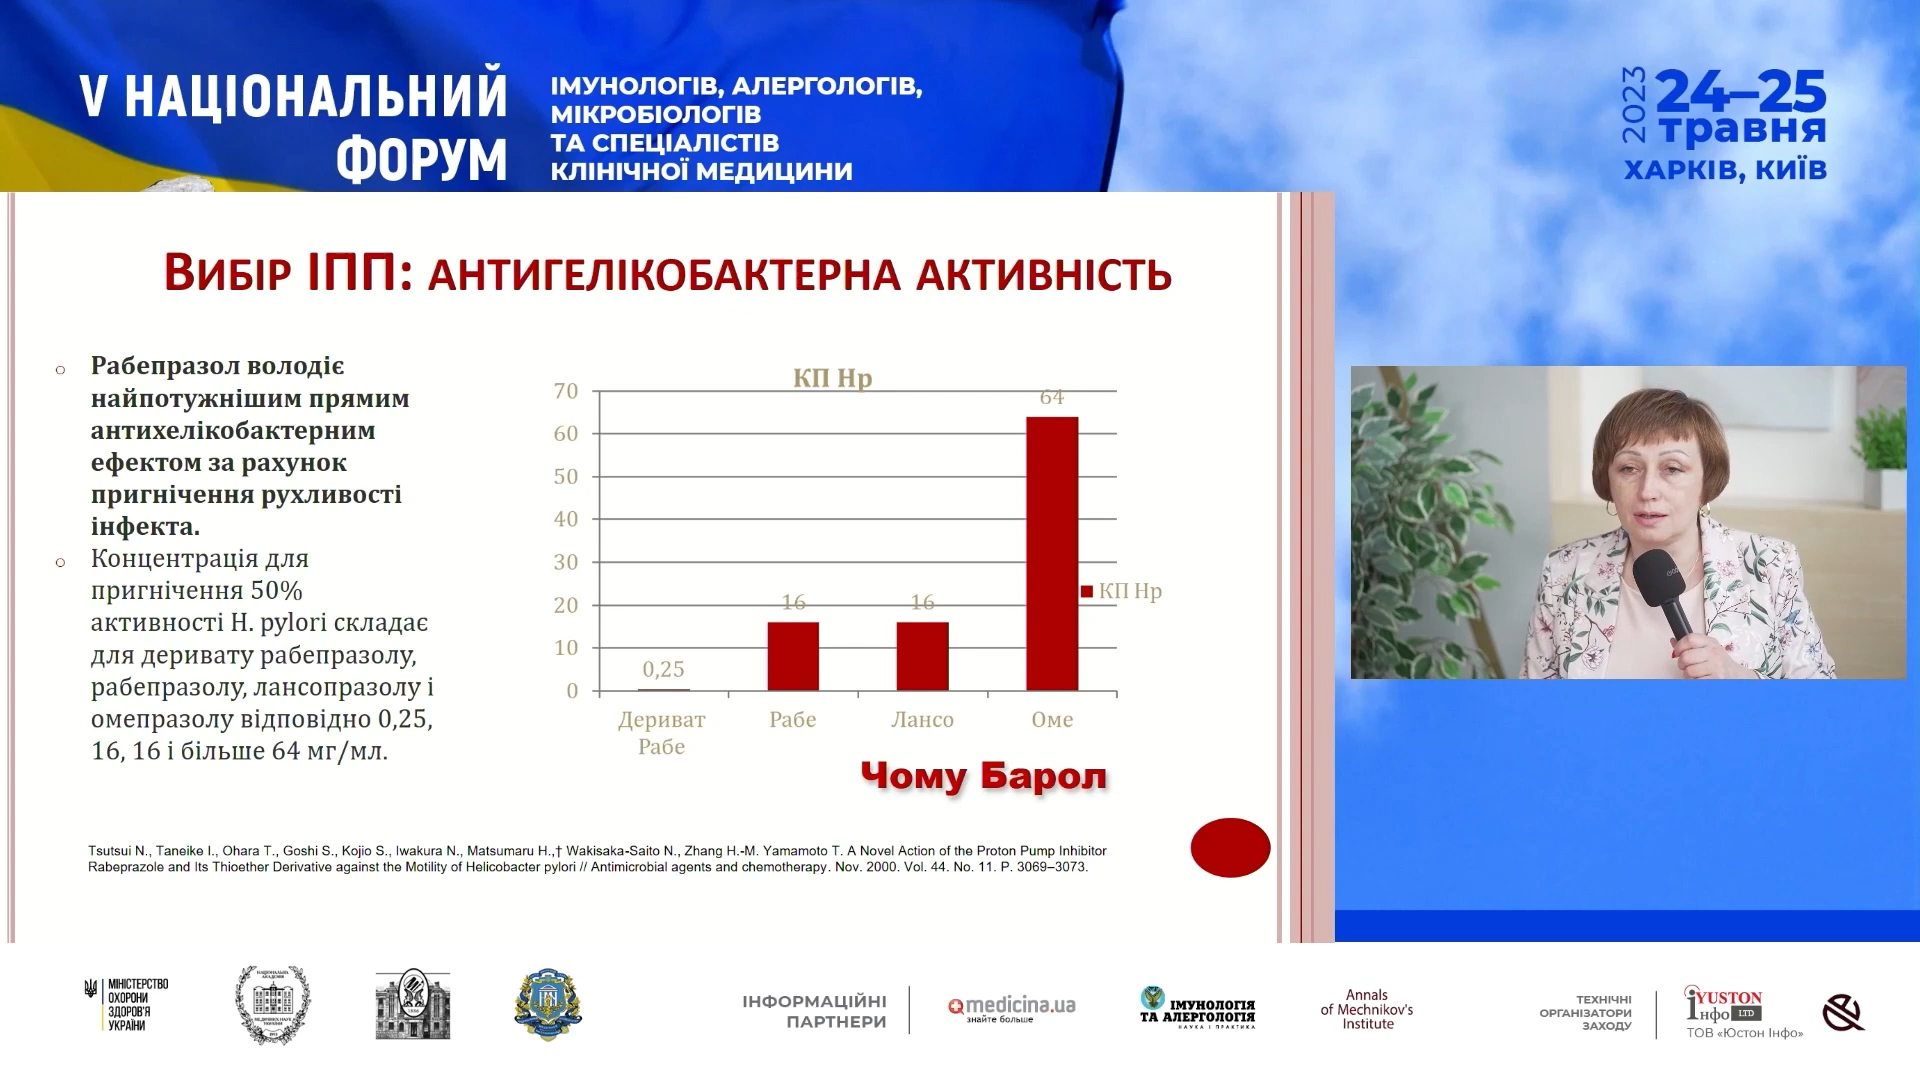 V НАЦІОНАЛЬНИЙ
ФОРУМ
ІМУНОЛОГІВ, АЛЕРГОЛОГІВ,
МІКРОБІОЛОГІВ
ТА СПЕЦІАЛІСТІВ
КЛІНІЧНОЇ МЕДИЦИНИ
2023
24–25
травня
ХАРКІВ, КИЇВ
ВИБІР ІПП: АНТИГЕЛІКОБАКТЕРНА АКТИВНІСТЬ
Рабепразол володіє
найпотужнішим прямим
антихелікобактерним
ефектом за рахунок
пригнічення рухливості
інфекта.
Концентрація для
пригнічення 50%
активності H. pylori складає
для деривату рабепразолу,
рабепразолу, лансопразолу і
омепразолу відповідно 0,25,
16, 16 і більше 64 мг/мл.
КП Нр
70
60
50
40
30
20
10
0
0,25
16
16
64
Дериват
Рабе
Рабе
Лансо
Оме
КП Нр
Чому Барол
Tsutsui N., Taneike I., Ohara T., Goshi S., Kojio S., Iwakura N., Matsumaru H.,† Wakisaka-Saito N., Zhang H.-M. Yamamoto T. A Novel Action of the Proton Pump Inhibitor
Rabeprazole and Its Thioether Derivative against the Motility of Helicobacter pylori // Antimicrobial agents and chemotherapy. Nov. 2000. Vol. 44. No. 11. P. 3069–3073.
МІНІСТЕРСТВО
ОХОРОНИ
ЗДОРОВ'Я
УКРАЇНИ
ІНФОРМАЦІЙНІ
ПАРТНЕРИ
medicina.ua
знайте больше
ІМУНОЛОГІЯ
ТА АЛЕРГОЛОГІЯ
НАУКА І ПРАКТИКА
Annals
of Mechnikov's
Institute
ТЕХНІЧНІ
ОРГАНІЗАТОРИ
ЗАХОДУ
YUSTON
Iнфо LTD
ТОВ «Юстон Інфо»